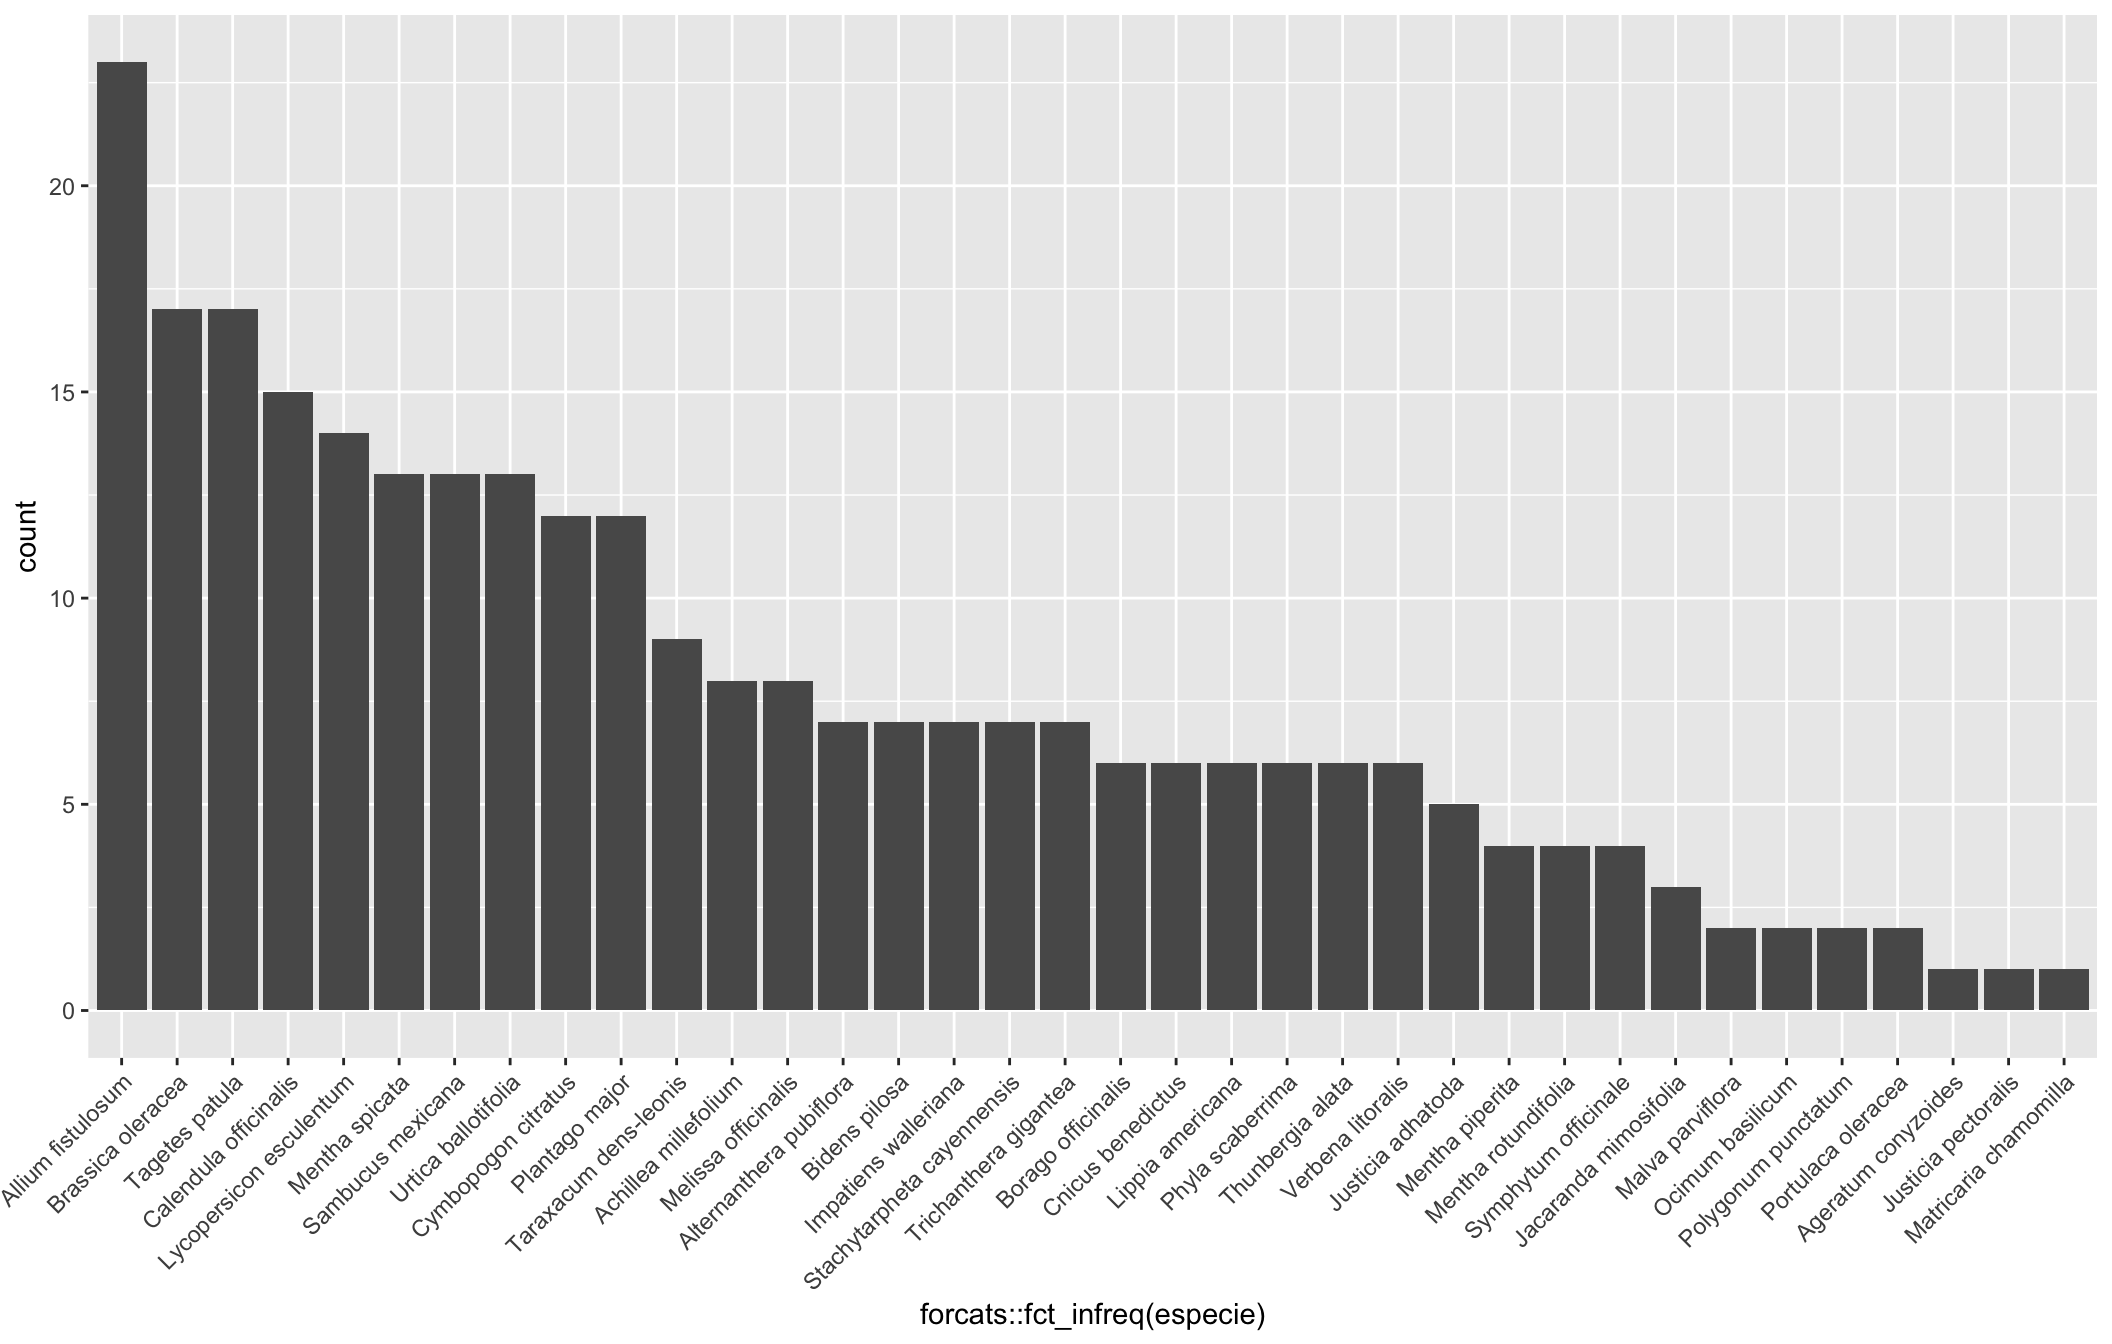 count
20
15
10
5
0
Allium fistulosum
Brassica oleracea
Tagetes patula
Calendula officinalis
Lycopersicon esculentum
Mentha spicata
Sambucus mexicana
Urtica ballotifolia
Cymbopogon citratus
Plantago major
Taraxacum dens-leonis
Achillea millefolium
Melissa officinalis
Alternanthera pubiflora
Bidens pilosa
Impatiens walleriana
Stachytarpheta cayennensis
Trichanthera gigantea
Borago officinalis
Cnicus benedictus
Lippia americana
Phyla scaberrima
Thunbergia alata
Verbena litoralis
Justicia adhatoda
Mentha piperita
Mentha rotundifolia
Symphytum officinale
Jacaranda mimosifolia
Malva parviflora
Ocimum basilicum
Polygonum punctatum
Portulaca oleracea
Ageratum conyzoides
Justicia pectoralis
Matricaria chamomilla
forcats::fct_infreq(especie)